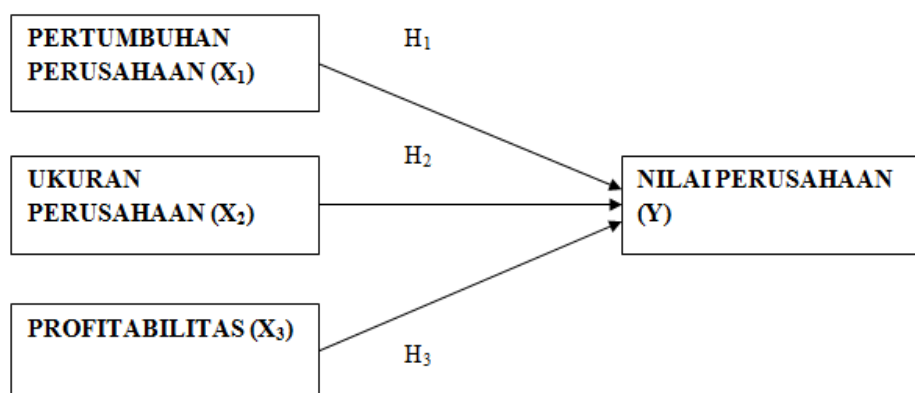 PERTUMBUHAN
PERUSAHAAN (X₁)
H₁
UKURAN
PERUSAHAAN (X₂)
H₂
NILAI PERUSAHAAN
(Y)
PROFITABILITAS (X₃)
H₃